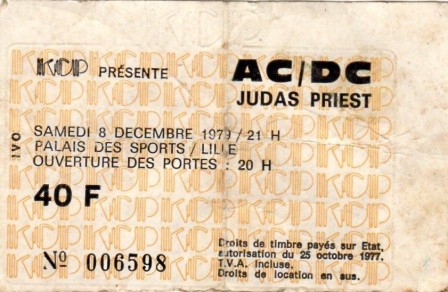 KCP PRÉSENTE
AC/DC
JUDAS PRIEST
IVO
SAMEDI 8 DECEMBRE 1979 / 21 H
PALAIS DES SPORTS / LILLE
OUVERTURE DES PORTES : 20 H
40 F
Nº 006598
Droits de timbre payés sur Etat,
autorisation du 25 octobre 1977.
T.V.A. incluse.
Droits de location en sus.